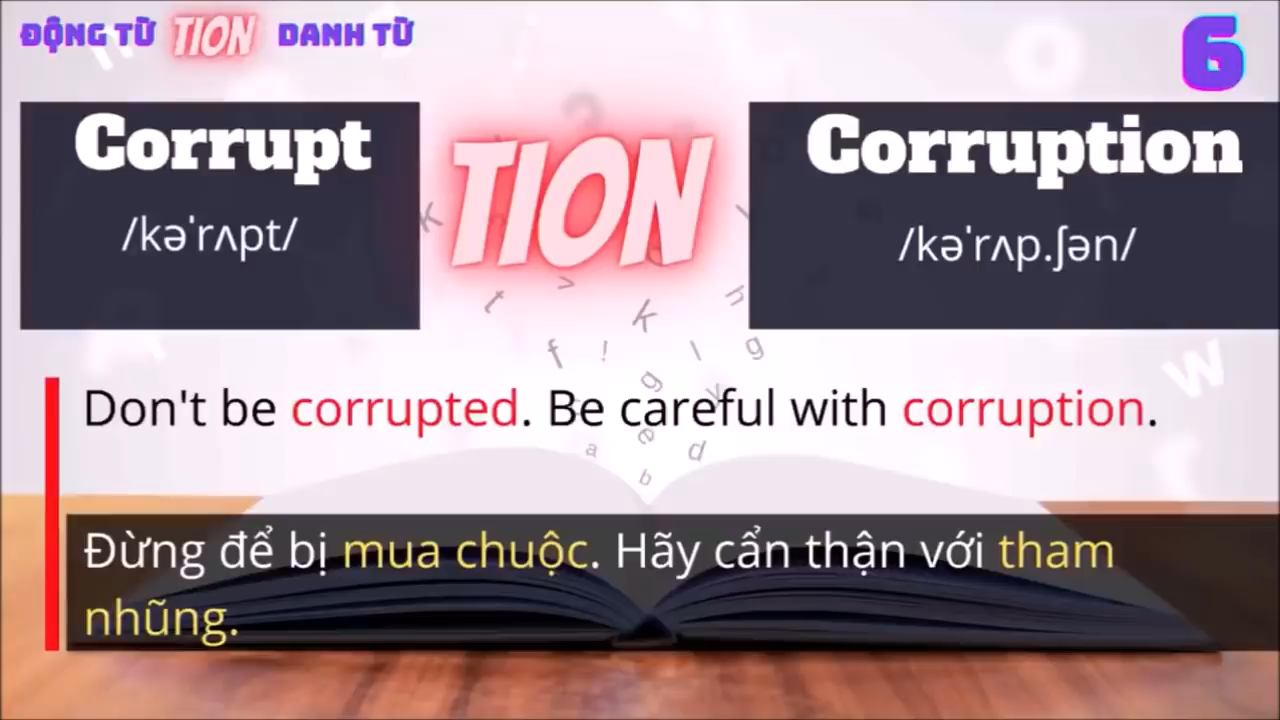 ĐỘNG TỪ TION DANH TỪ
6
Corrupt
/kəˈrʌpt/
TION
Corruption
/kəˈrʌp.ʃən/
Don't be corrupted. Be careful with corruption.
Đừng để bị mua chuộc. Hãy cẩn thận với tham
nhũng.